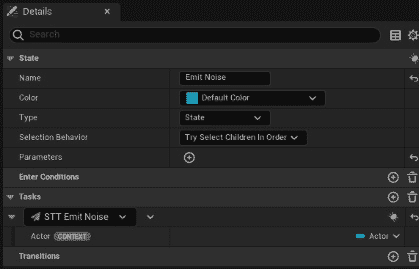 Details
Search
State
Name Emit Noise
Color Default Color
Type State
Selection Behavior Try Select Children In Order
Parameters
Enter Conditions
Tasks
STT Emit Noise
Actor CONTEXT Actor
Transitions